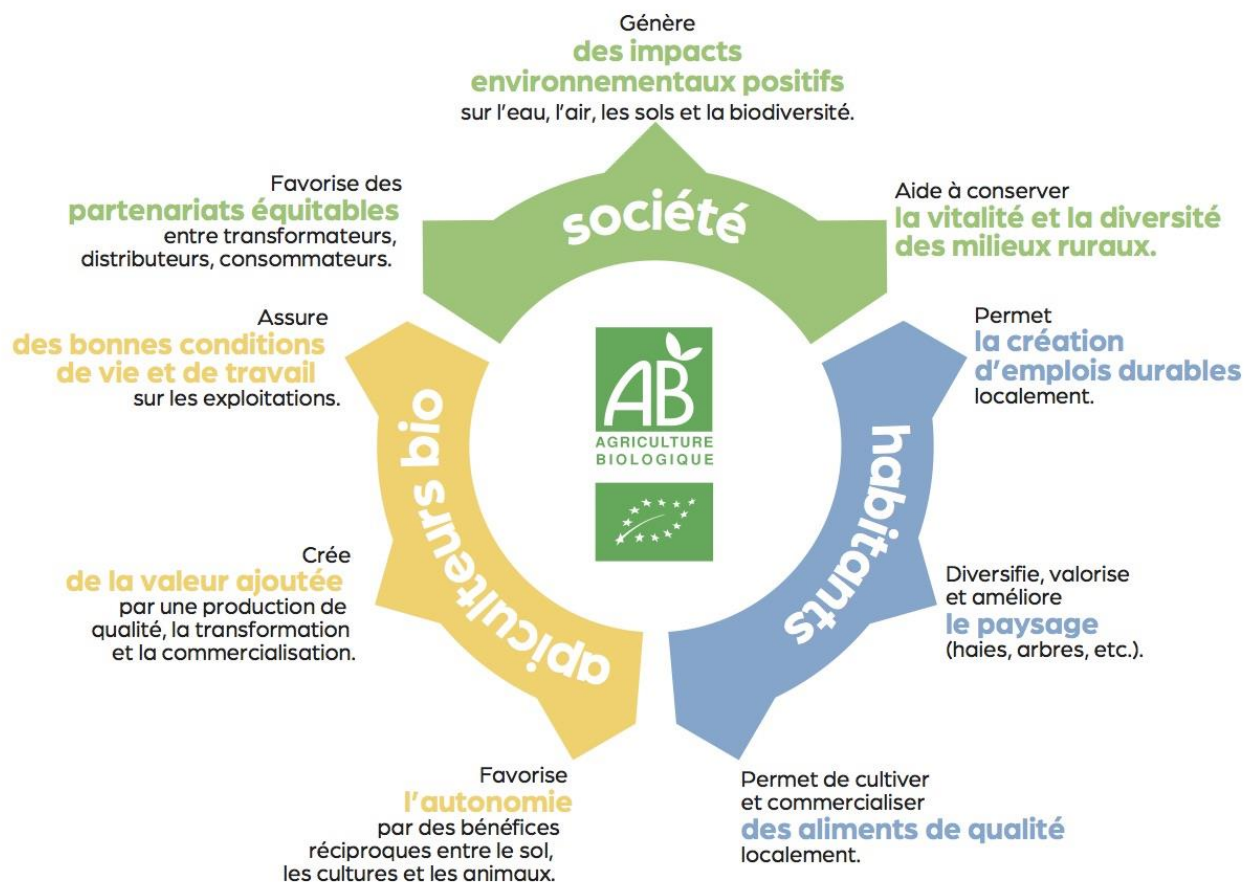 Génère
des impacts
environnementaux positifs
sur l'eau, l'air, les sols et la biodiversité.
Favorise des
partenariats équitables
entre transformateurs,
distributeurs, consommateurs.
société
Aide à conserver
la vitalité et la diversité
des milieux ruraux.
Assure
des bonnes conditions
de vie et de travail
sur les exploitations.
Permet
la création
d'emplois durables
localement.
AB
AGRICULTURE
BIOLOGIQUE
apiculteurs bio
habitants
Crée
de la valeur ajoutée
par une production de
qualité, la transformation
et la commercialisation.
Diversifie, valorise
et améliore
le paysage
(haies, arbres, etc.).
Favorise
l'autonomie
par des bénéfices
réciproques entre le sol,
les cultures et les animaux.
Permet de cultiver
et commercialiser
des aliments de qualité
localement.